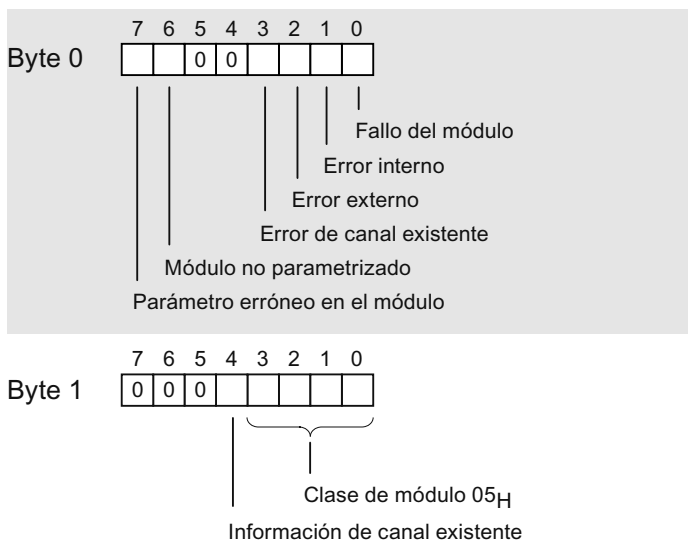 7 6 5 4 3 2 1 0
Byte 0 0 0
Fallo del módulo
Error interno
Error externo
Error de canal existente
Módulo no parametrizado
Parámetro erróneo en el módulo
7 6 5 4 3 2 1 0
Byte 1 0 0 0
Clase de módulo 05H
Información de canal existente